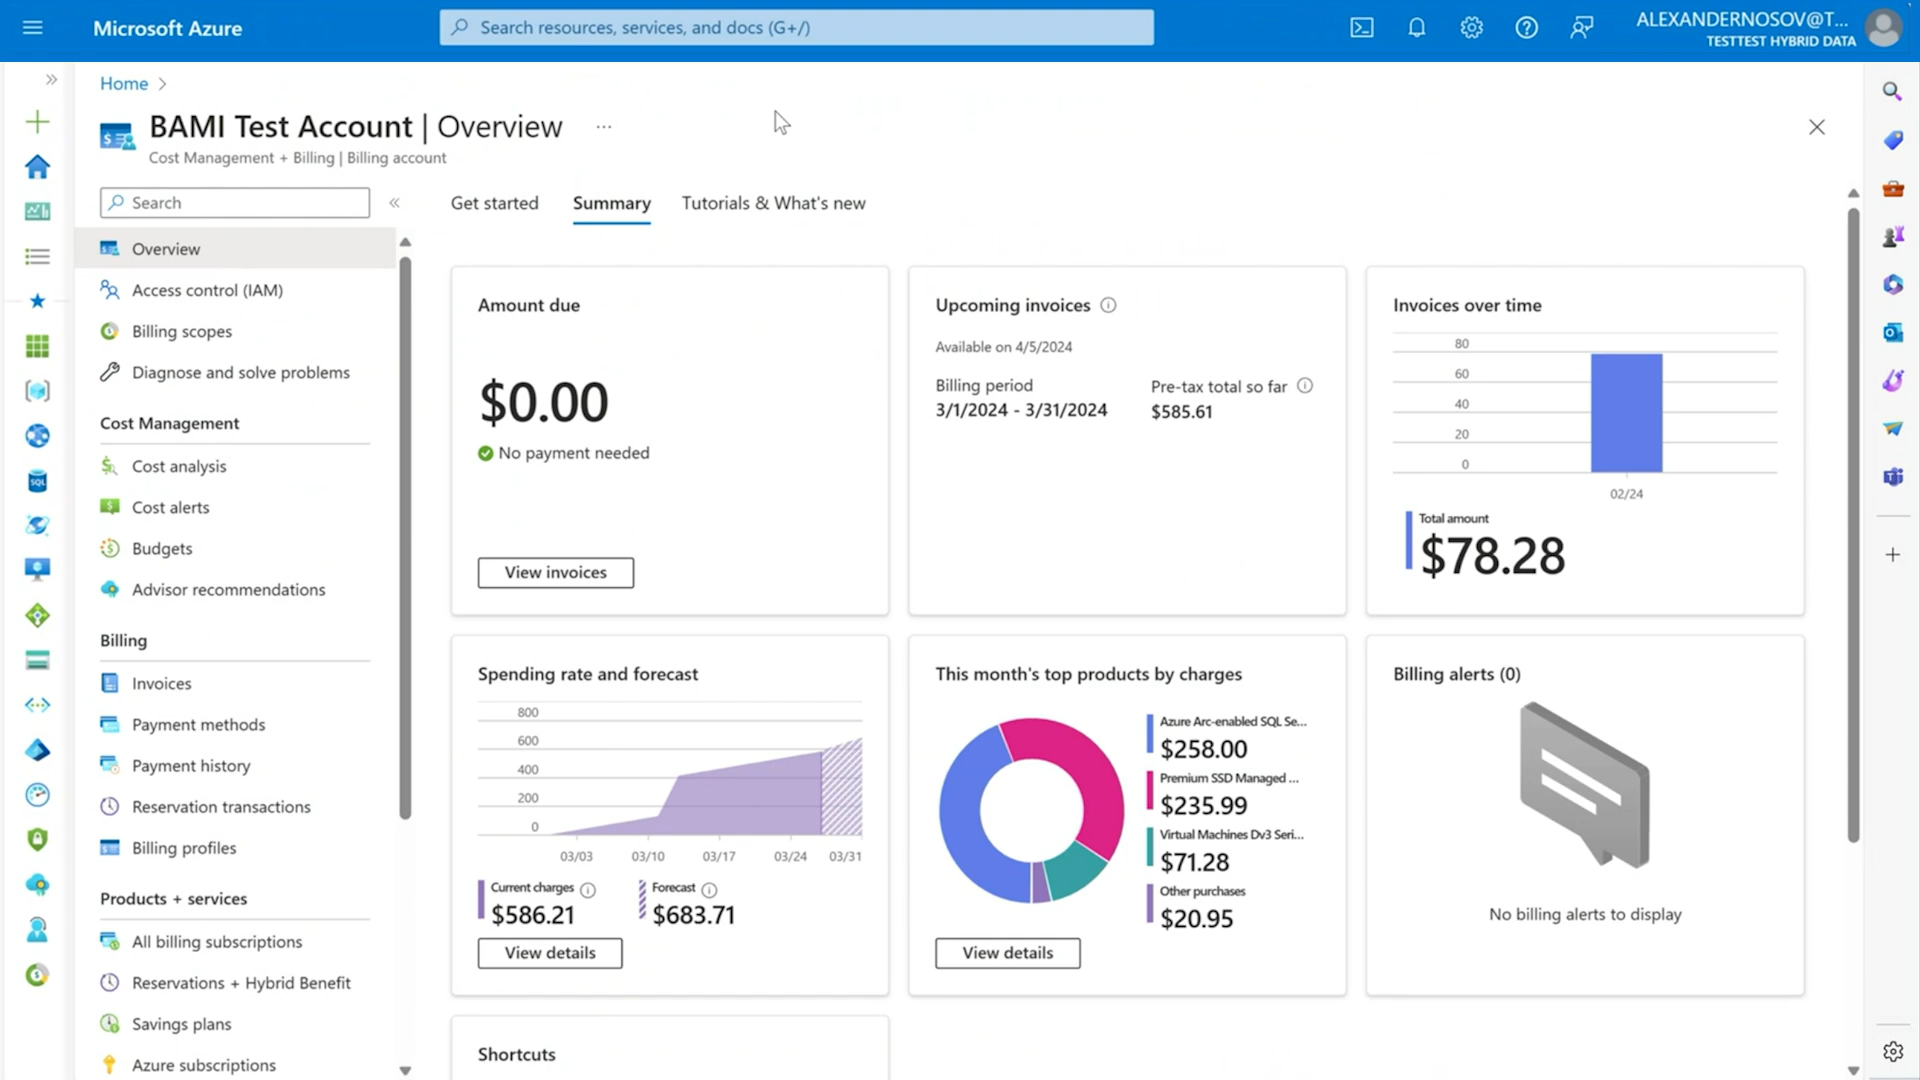 Microsoft Azure
Search resources, services, and docs (G+/)
ALEXANDERNOSOV@T...
TESTTEST HYBRID DATA
Home
BAMI Test Account | Overview
Cost Management + Billing | Billing account
Search
Get started
Summary
Tutorials & What's new
Overview
Access control (IAM)
Billing scopes
Diagnose and solve problems
Cost Management
Cost analysis
Cost alerts
Budgets
Advisor recommendations
Billing
Invoices
Payment methods
Payment history
Reservation transactions
Billing profiles
Products + services
All billing subscriptions
Reservations + Hybrid Benefit
Savings plans
Azure subscriptions
Amount due
$0.00
No payment needed
View invoices
Upcoming invoices
Available on 4/5/2024
Billing period
3/1/2024 - 3/31/2024
Pre-tax total so far
$585.61
Invoices over time
80
60
40
20
0
02/24
Total amount
$78.28
Spending rate and forecast
800
600
400
200
0
03/03 03/10 03/17 03/24 03/31
Current charges
$586.21
Forecast
$683.71
View details
This month's top products by charges
Azure Arc-enabled SQL Se...
$258.00
Premium SSD Managed ...
$235.99
Virtual Machines Dv3 Seri...
$71.28
Other purchases
$20.95
View details
Billing alerts (0)
No billing alerts to display
Shortcuts